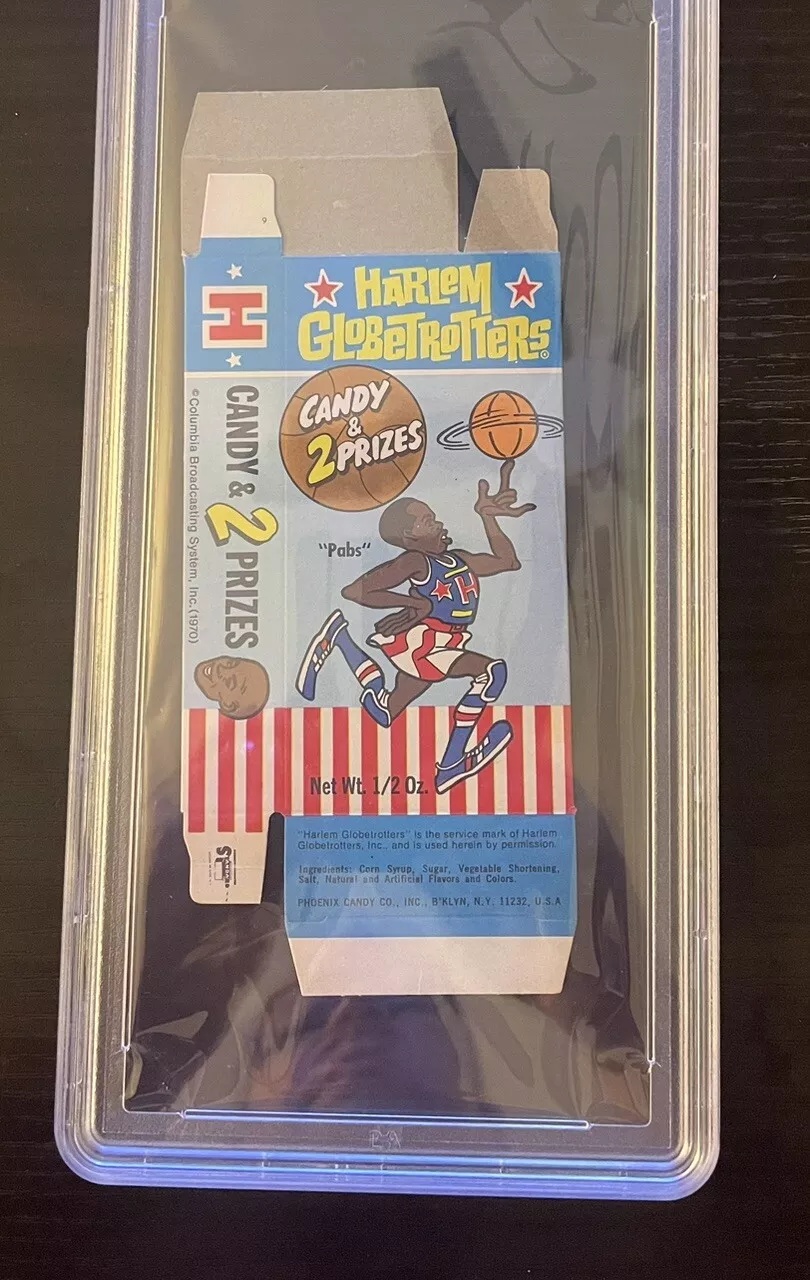 9
H
HARLEM
GLOBETROTTERS®
CANDY
&
2 PRIZES
"Pabs"
H
Net Wt. 1/2 Oz.
CANDY & 2 PRIZES
©Columbia Broadcasting System, Inc. (1970)
"Harlem Globetrotters" is the service mark of Harlem
Globetrotters, Inc., and is used herein by permission.
Ingredients: Corn Syrup, Sugar, Vegetable Shortening,
Salt, Natural and Artificial Flavors and Colors.
PHOENIX CANDY CO., INC., B'KLYN, N.Y. 11232, U.S.A